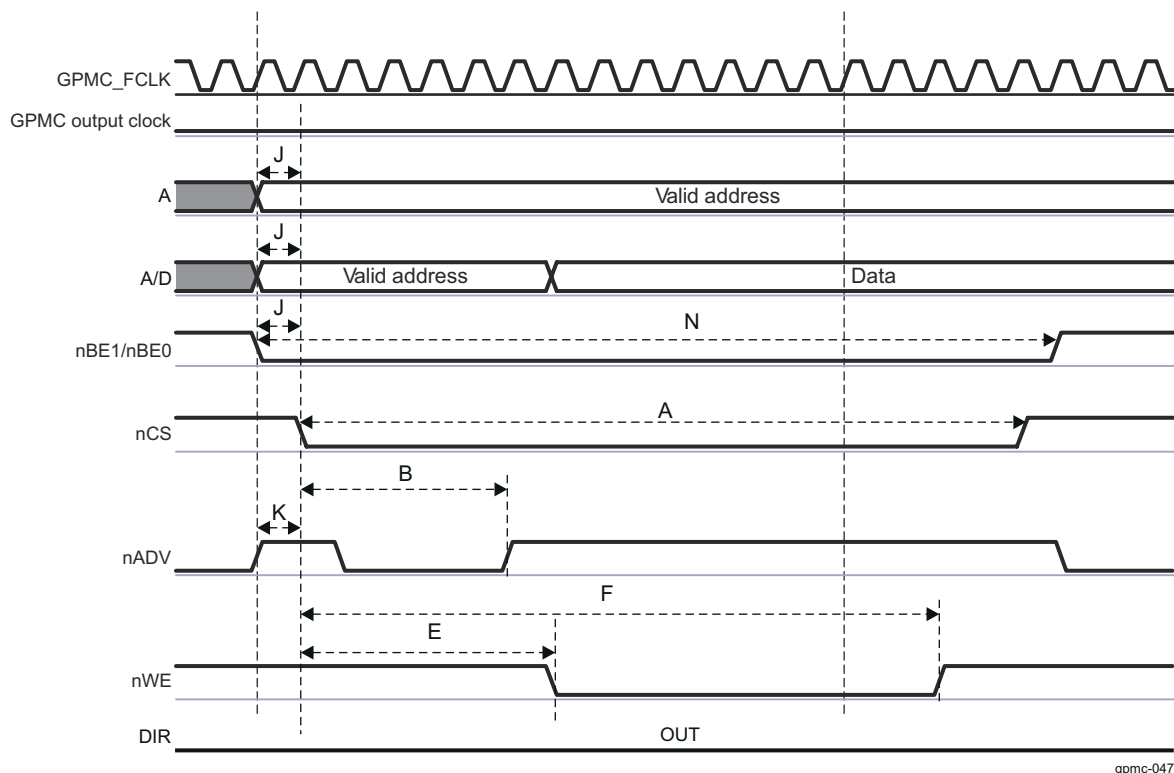 GPMC_FCLK
GPMC output clock
J
A
Valid address
J
A/D
Valid address
Data
J
N
nBE1/nBE0
A
nCS
B
K
nADV
F
E
nWE
DIR
OUT
gpmc-047